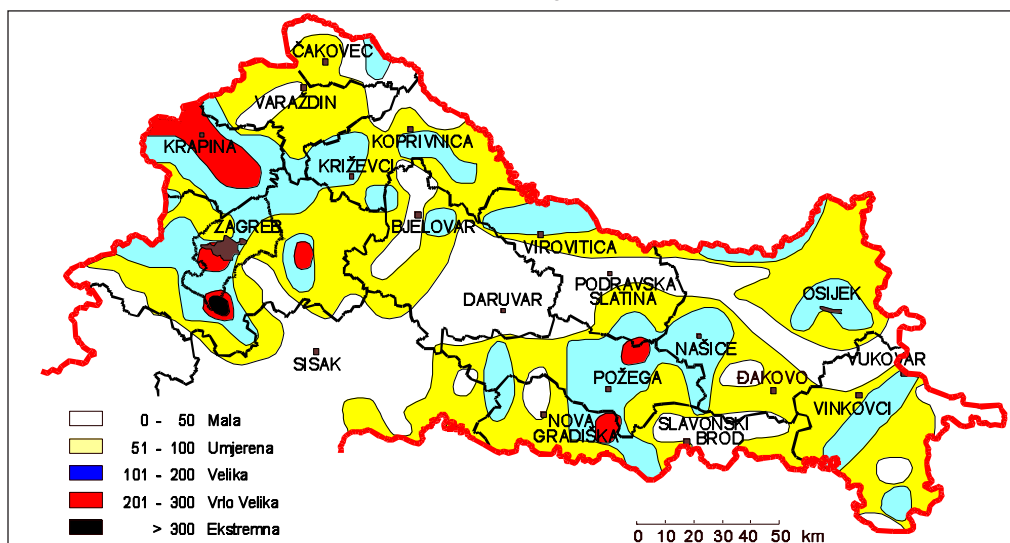 ČAKOVEC
VARAŽDIN
KRAPINA
KOPRIVNICA
KRIŽEVCI
ZAGREB
BJELOVAR
VIROVITICA
PODRAVSKA
SLATINA
DARUVAR
OSIJEK
SISAK
NAŠICE
VUKOVAR
POŽEGA
ĐAKOVO
VINKOVCI
NOVA
GRADIŠKA
SLAVONSKI
BROD
0 - 50 Mala
51 - 100 Umjerena
101 - 200 Velika
201 - 300 Vrlo Velika
> 300 Ekstremna
0 10 20 30 40 50 km